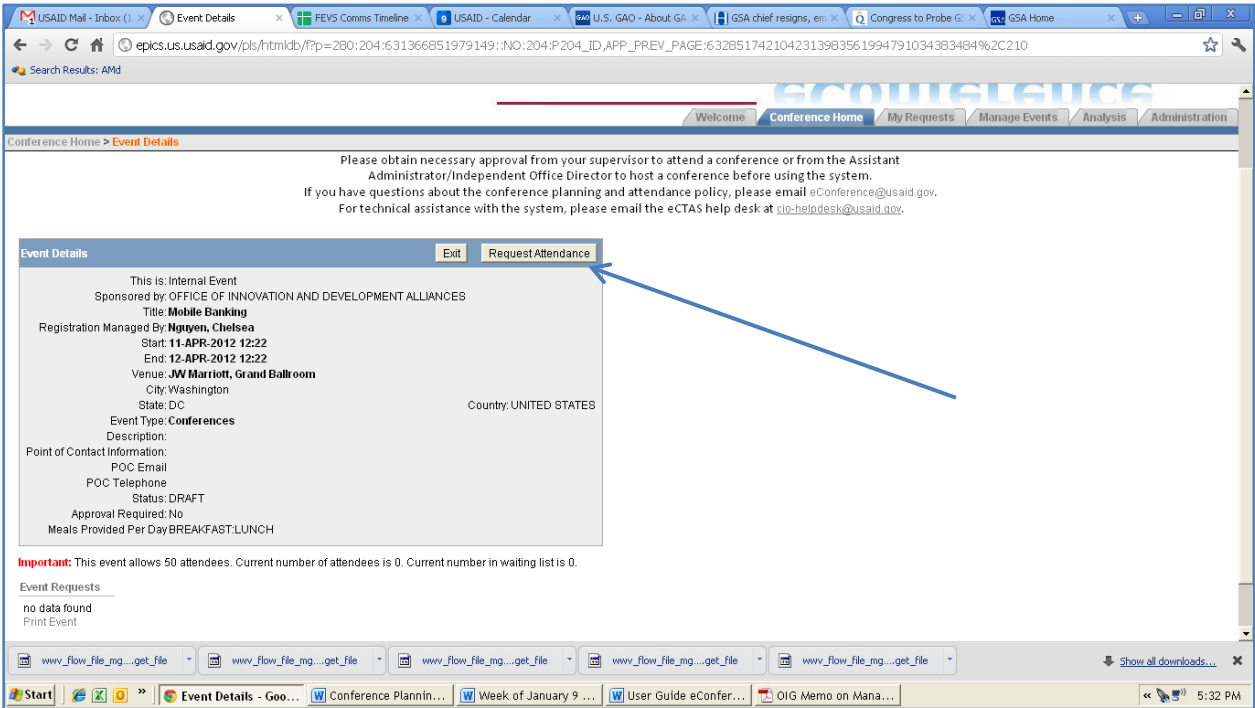 USAID Mail - Inbox (1
Event Details
FEVS Comms Timeline
USAID - Calendar
U.S. GAO - About GA
GSA chief resigns, em
Congress to Probe GS
GSA Home
epics.us.usaid.gov/pls/htmldb/f?p=280:204:631366851979149::NO:204:P204_ID,APP_PREV_PAGE:63285174210423139835619947910343834​84%2C210
Search Results: AMd
Welcome
Conference Home
My Requests
Manage Events
Analysis
Administration
Conference Home > Event Details
Please obtain necessary approval from your supervisor to attend a conference or from the Assistant
Administrator/Independent Office Director to host a conference before using the system.
If you have questions about the conference planning and attendance policy, please email eConference@usaid.gov.
For technical assistance with the system, please email the eCTAS help desk at cio-helpdesk@usaid.gov.
Event Details
Exit
Request Attendance
This is: Internal Event
Sponsored by: OFFICE OF INNOVATION AND DEVELOPMENT ALLIANCES
Title: Mobile Banking
Registration Managed By: Nguyen, Chelsea
Start: 11-APR-2012 12:22
End: 12-APR-2012 12:22
Venue: JW Marriott, Grand Ballroom
City: Washington
State: DC Country: UNITED STATES
Event Type: Conferences
Description:
Point of Contact Information:
POC Email
POC Telephone
Status: DRAFT
Approval Required: No
Meals Provided Per Day BREAKFAST:LUNCH
Important: This event allows 50 attendees. Current number of attendees is 0. Current number in waiting list is 0.
Event Requests
no data found
Print Event
wwv_flow_file_mg....get_file
wwv_flow_file_mg....get_file
wwv_flow_file_mg....get_file
wwv_flow_file_mg....get_file
wwv_flow_file_mg....get_file
Show all downloads...
Start
Event Details - Goo...
Conference Plannin...
Week of January 9 ...
User Guide eConfer...
OIG Memo on Mana...
5:32 PM